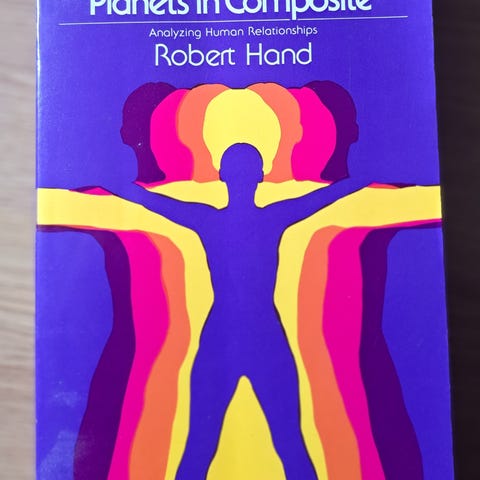 Planets in Composite
Analyzing Human Relationships
Robert Hand